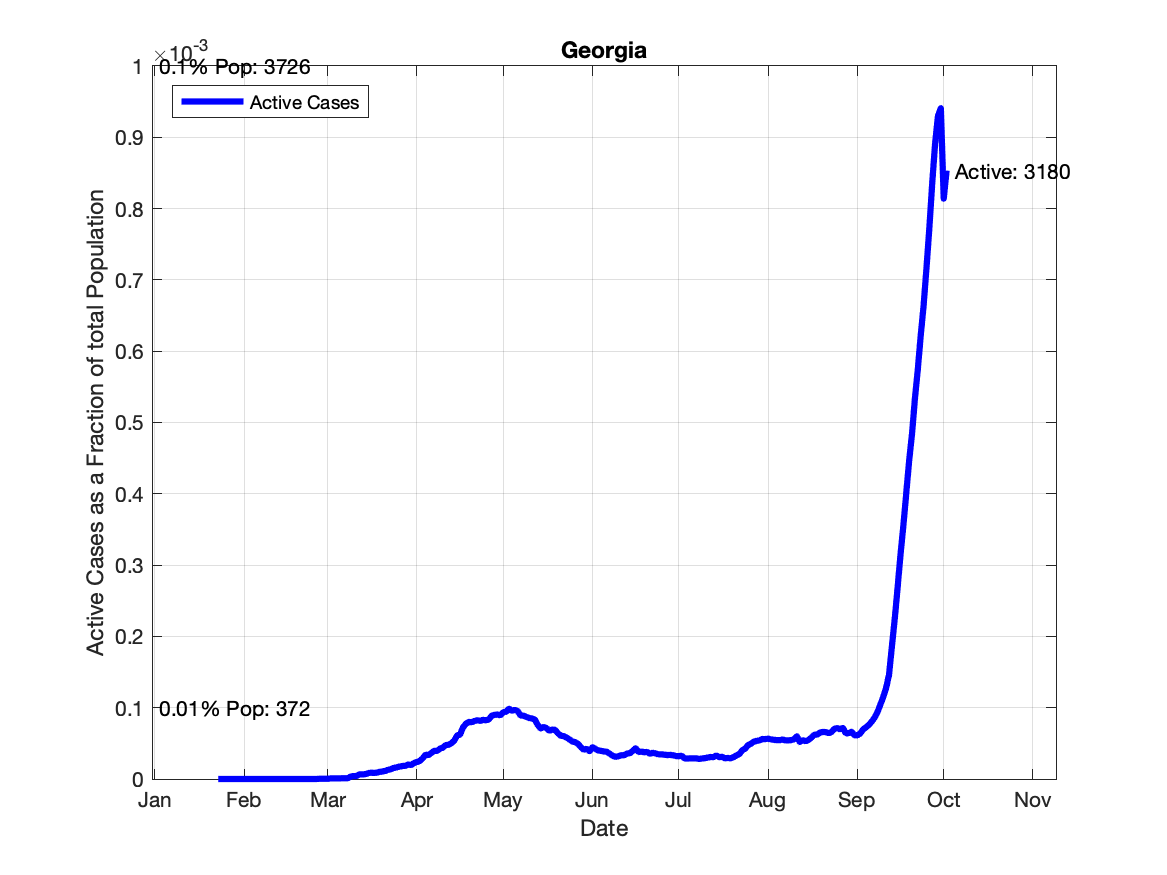 Georgia
×10-3
1
0.1% Pop: 3726
Active Cases
0.9
Active: 3180
0.8
0.7
0.6
0.5
0.4
0.3
0.2
0.1
0.01% Pop: 372
0
Active Cases as a Fraction of total Population
Jan Feb Mar Apr May Jun Jul Aug Sep Oct Nov
Date